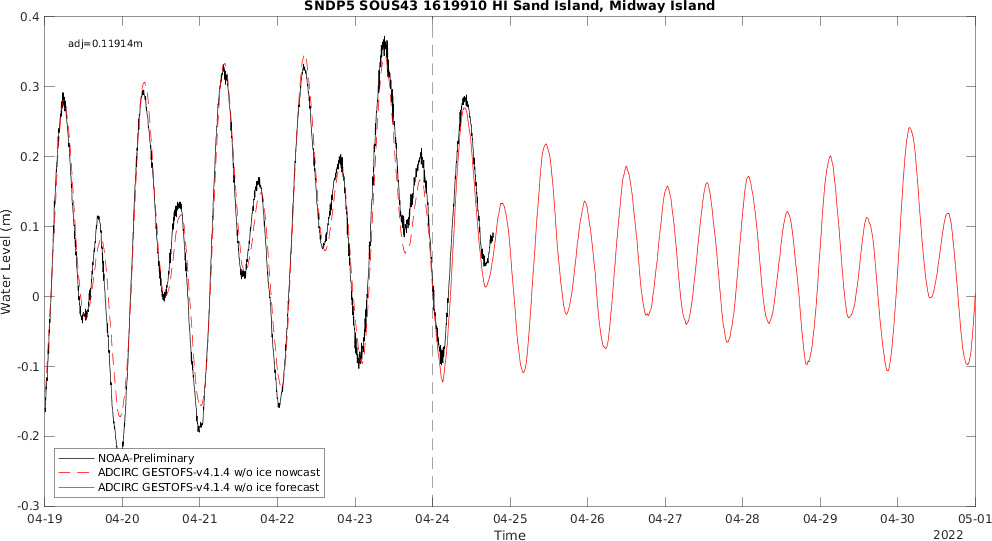 SNDP5 SOUS43 1619910 HI Sand Island, Midway Island
adj=0.11914m
0.4
0.3
0.2
0.1
0
-0.1
-0.2
-0.3
Water Level (m)
NOAA-Preliminary
ADCIRC GESTOFS-v4.1.4 w/o ice nowcast
ADCIRC GESTOFS-v4.1.4 w/o ice forecast
04-19 04-20 04-21 04-22 04-23 04-24 04-25 04-26 04-27 04-28 04-29 04-30 05-01
Time
2022